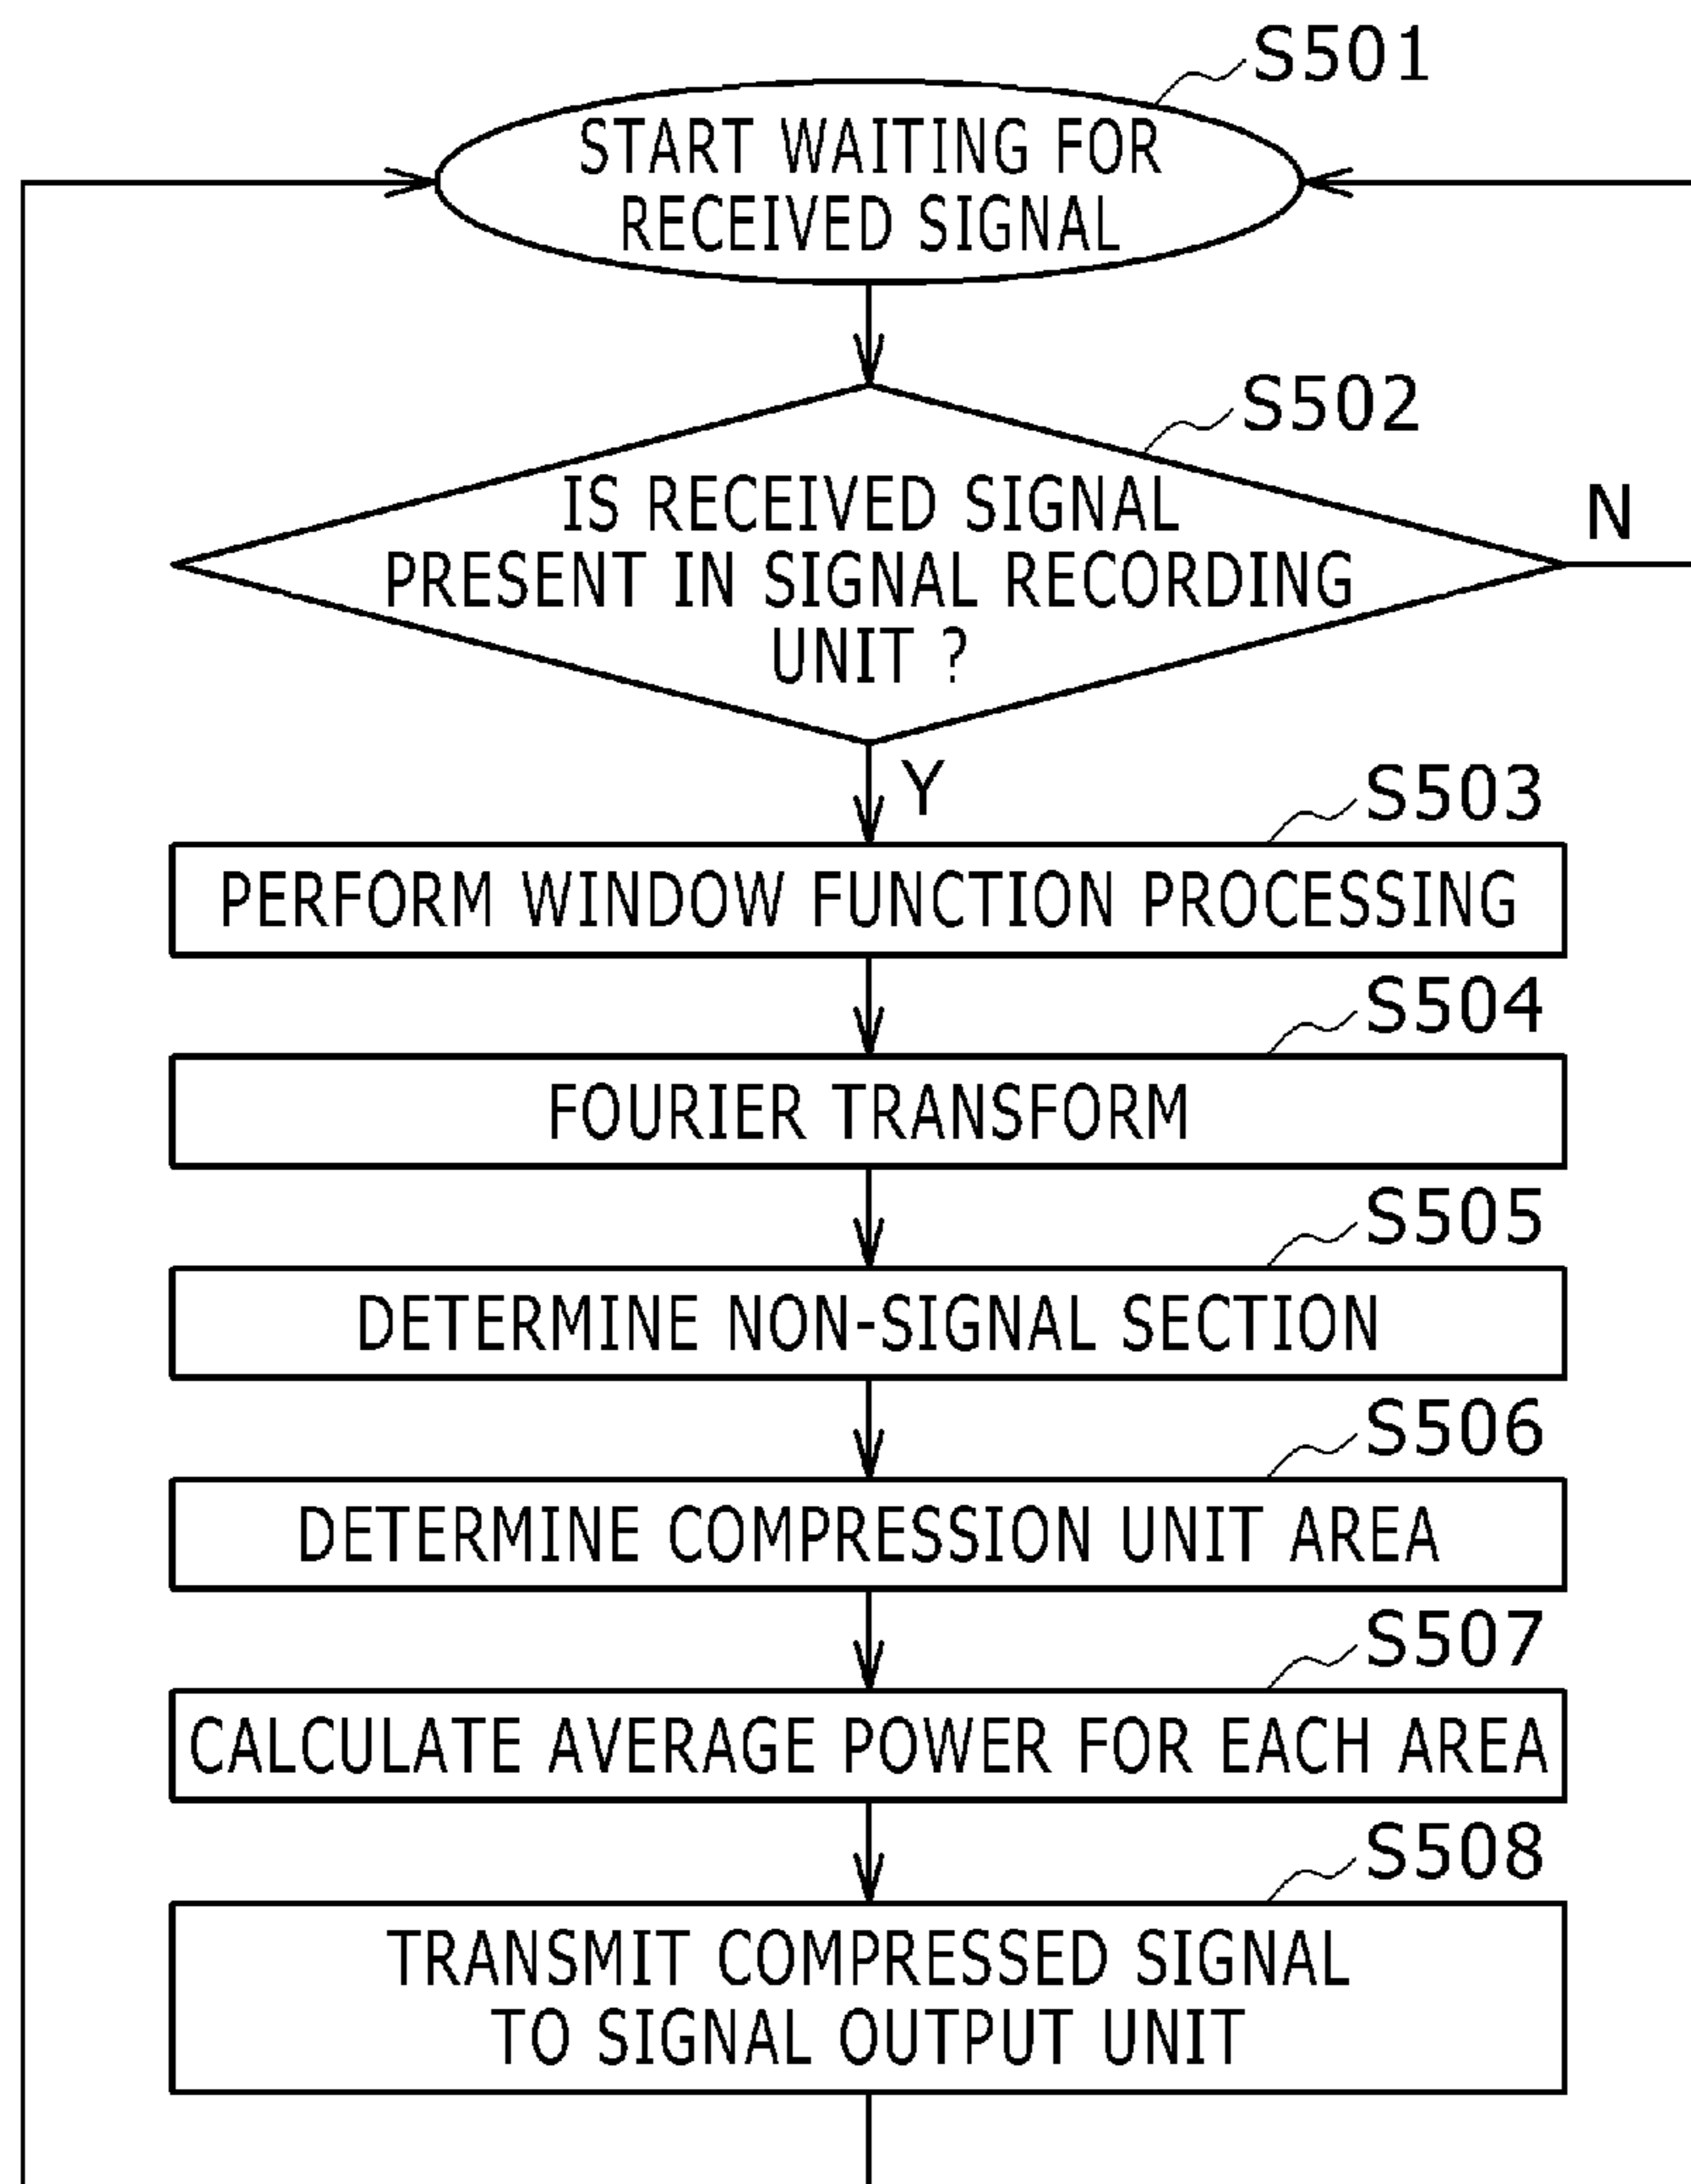 S501
START WAITING FOR
RECEIVED SIGNAL
S502
IS RECEIVED SIGNAL
PRESENT IN SIGNAL RECORDING
UNIT ?
N
Y
S503
PERFORM WINDOW FUNCTION PROCESSING
S504
FOURIER TRANSFORM
S505
DETERMINE NON-SIGNAL SECTION
S506
DETERMINE COMPRESSION UNIT AREA
S507
CALCULATE AVERAGE POWER FOR EACH AREA
S508
TRANSMIT COMPRESSED SIGNAL
TO SIGNAL OUTPUT UNIT